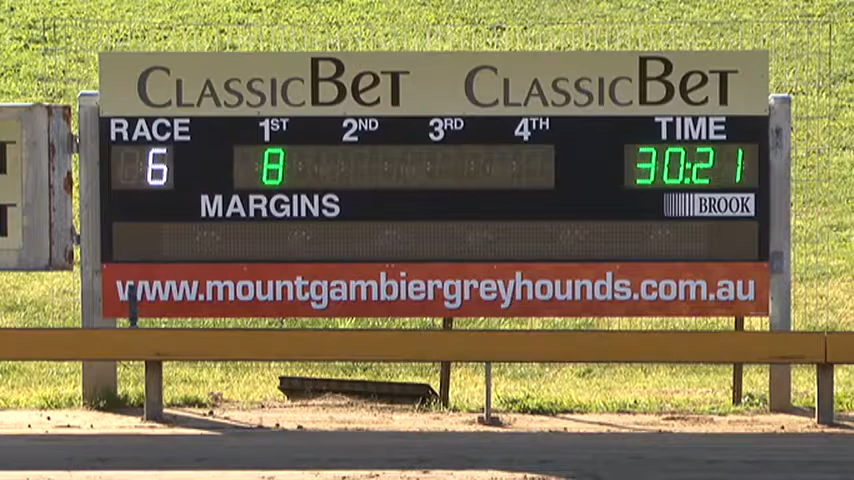 CLASSICBET CLASSICBET
RACE 1ST 2ND 3RD 4TH TIME
6 8 30:21
MARGINS BROOK
www.mountgambiergreyhounds.com.au